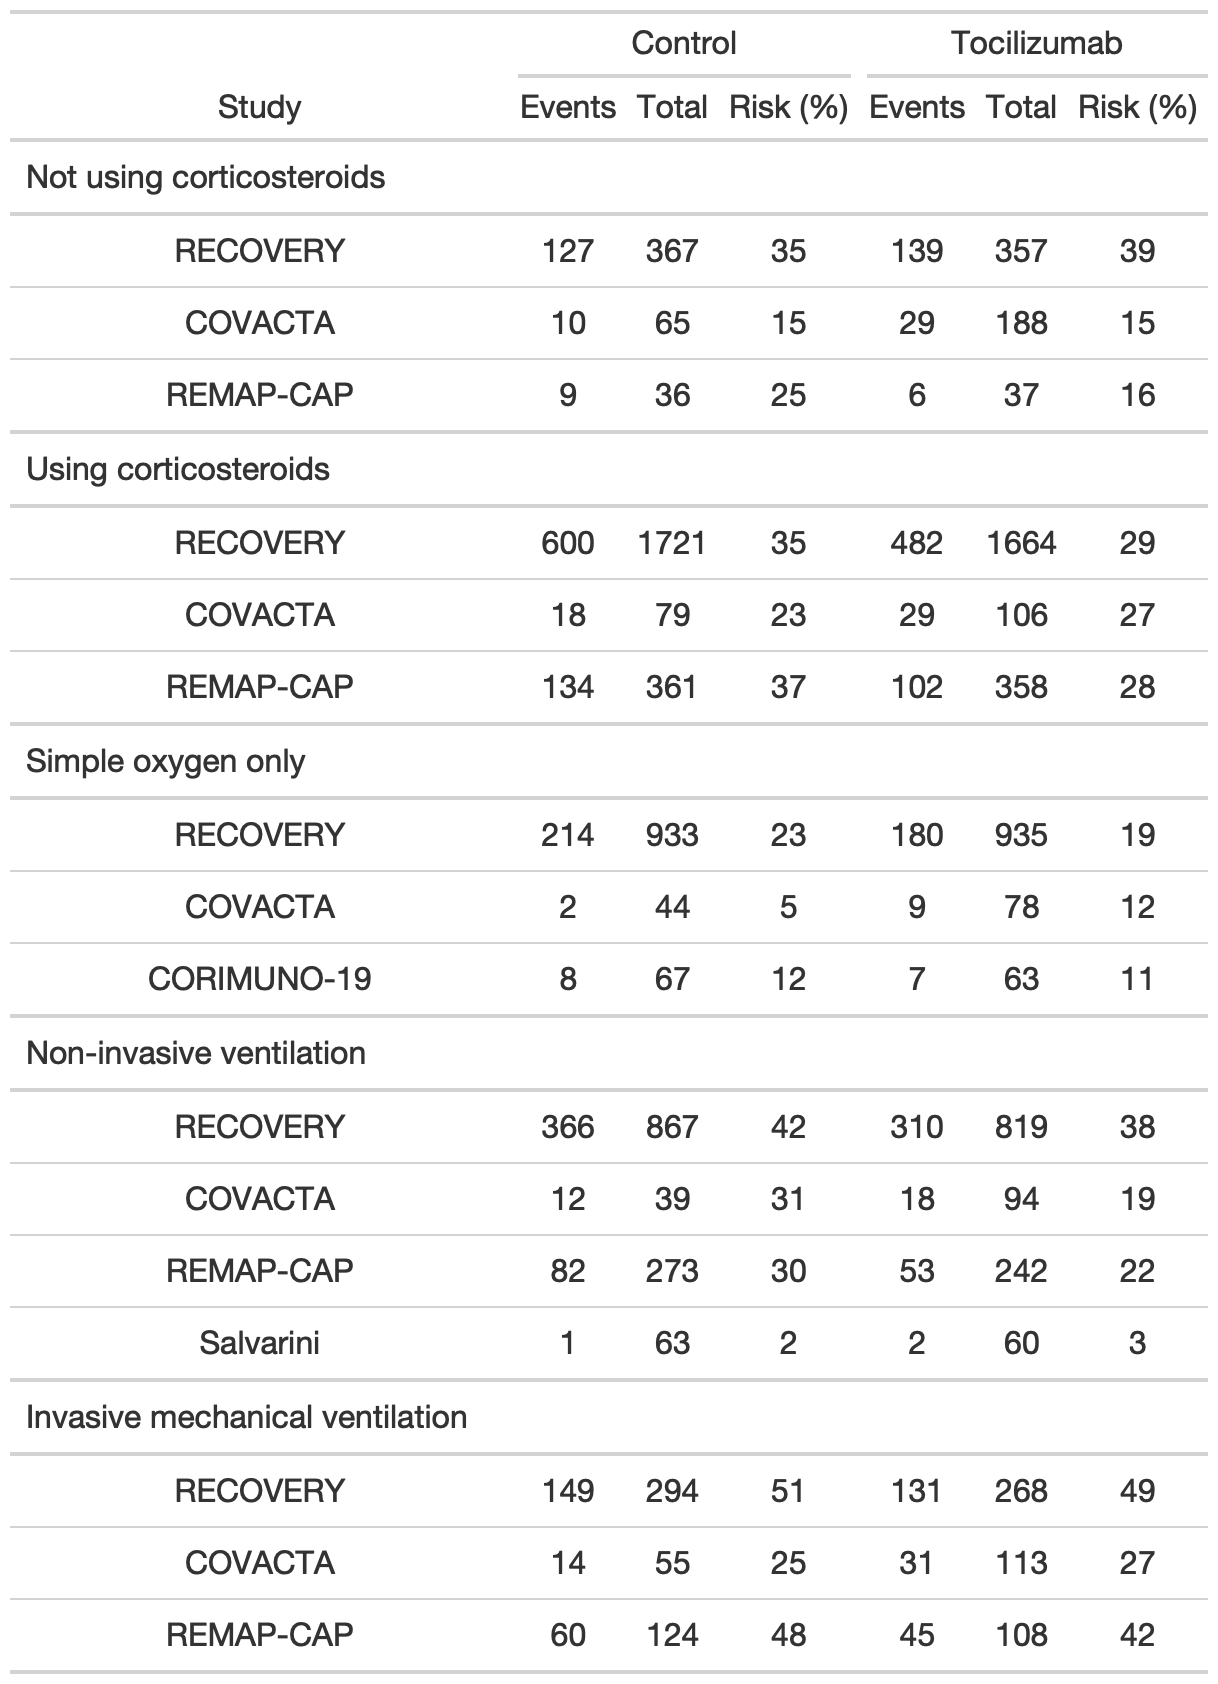 Control Tocilizumab
Study Events Total Risk (%) Events Total Risk (%)
Not using corticosteroids
RECOVERY 127 367 35 139 357 39
COVACTA 10 65 15 29 188 15
REMAP-CAP 9 36 25 6 37 16
Using corticosteroids
RECOVERY 600 1721 35 482 1664 29
COVACTA 18 79 23 29 106 27
REMAP-CAP 134 361 37 102 358 28
Simple oxygen only
RECOVERY 214 933 23 180 935 19
COVACTA 2 44 5 9 78 12
CORIMUNO-19 8 67 12 7 63 11
Non-invasive ventilation
RECOVERY 366 867 42 310 819 38
COVACTA 12 39 31 18 94 19
REMAP-CAP 82 273 30 53 242 22
Salvarini 1 63 2 2 60 3
Invasive mechanical ventilation
RECOVERY 149 294 51 131 268 49
COVACTA 14 55 25 31 113 27
REMAP-CAP 60 124 48 45 108 42